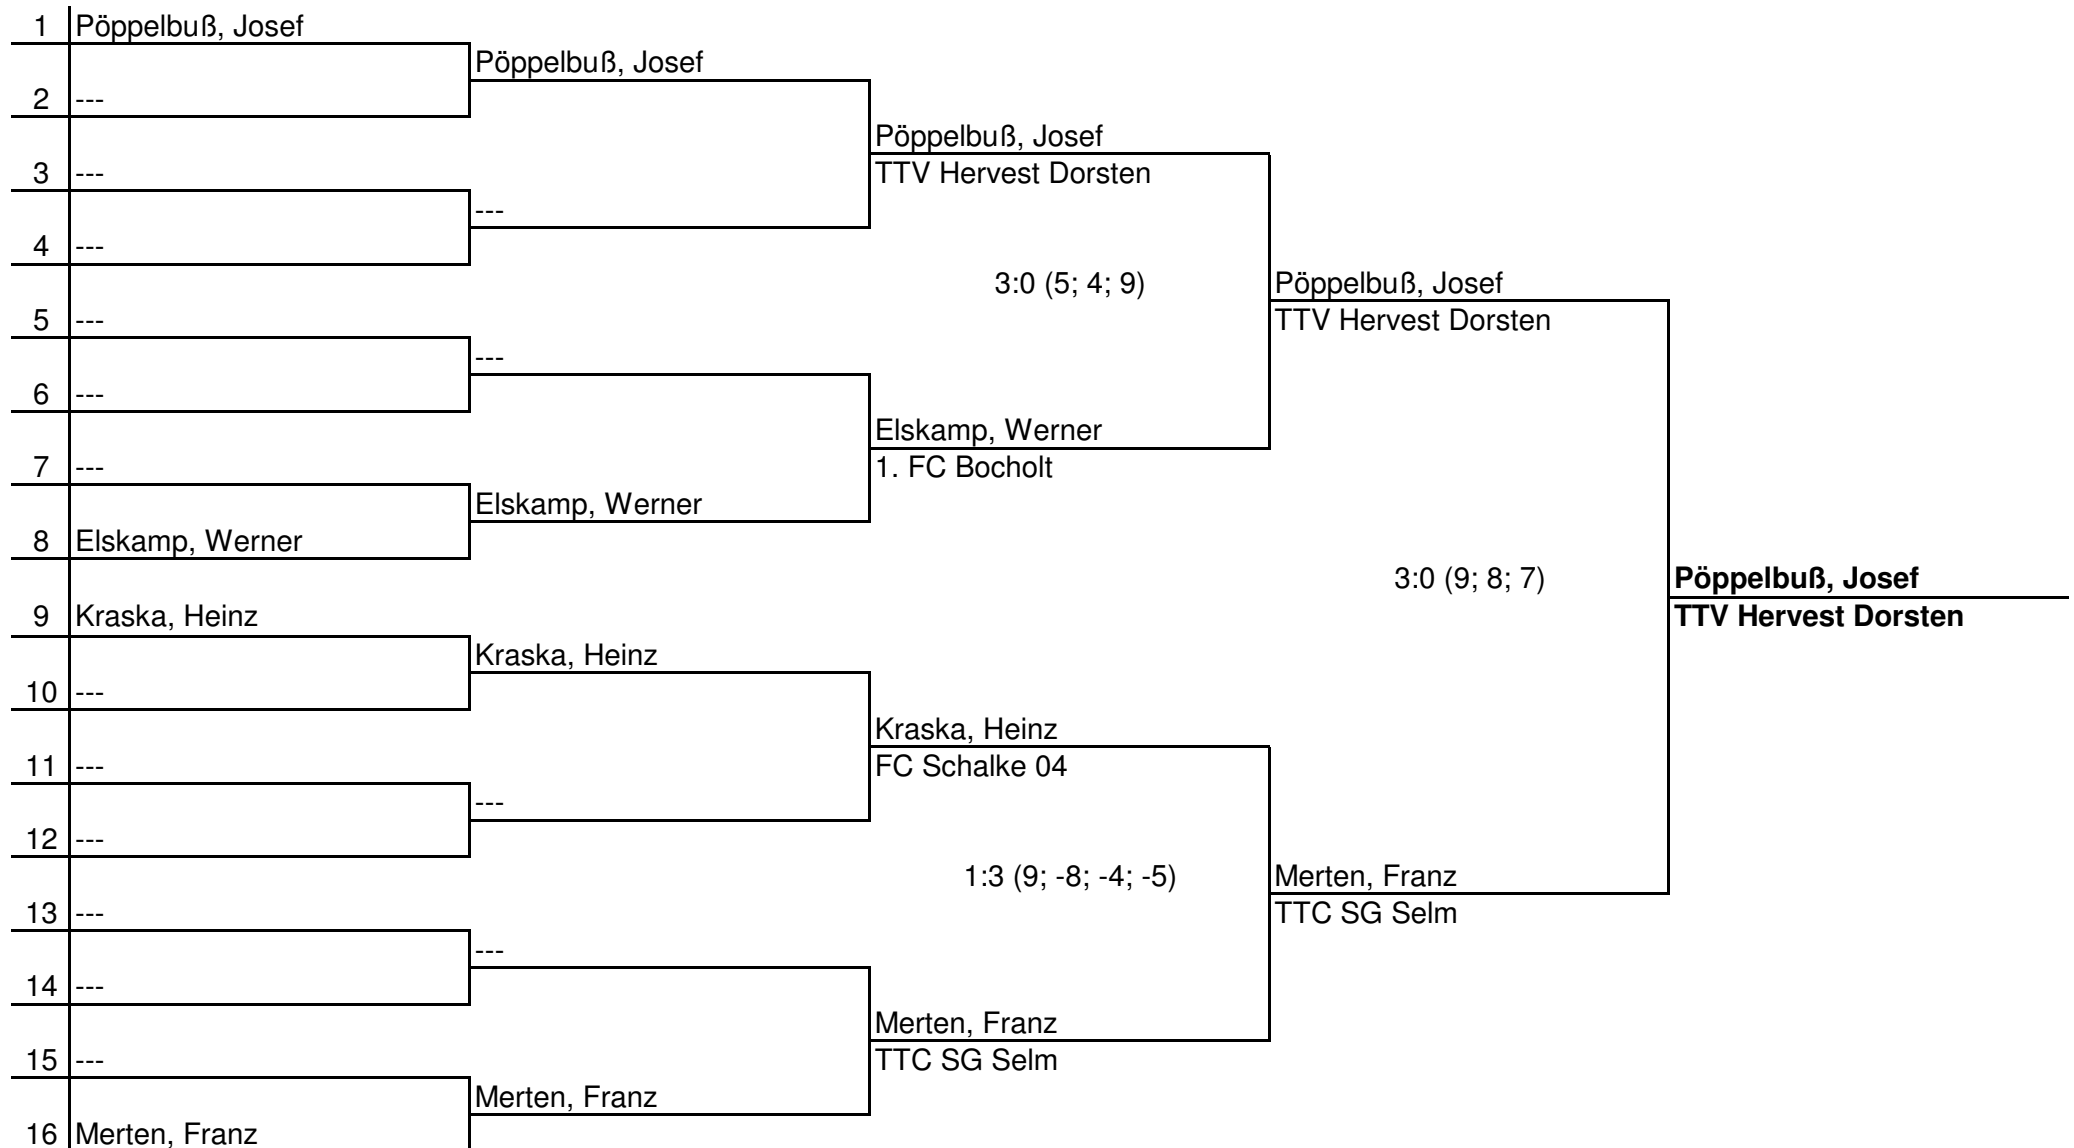 1 Pöppelbuß, Josef
Pöppelbuß, Josef
2 ---
Pöppelbuß, Josef
3 ---
TTV Hervest Dorsten
---
4 ---
3:0 (5; 4; 9)
Pöppelbuß, Josef
5 ---
TTV Hervest Dorsten
---
6 ---
Elskamp, Werner
7 ---
1. FC Bocholt
Elskamp, Werner
8 Elskamp, Werner
3:0 (9; 8; 7)
Pöppelbuß, Josef
9 Kraska, Heinz
TTV Hervest Dorsten
Kraska, Heinz
10 ---
Kraska, Heinz
11 ---
FC Schalke 04
---
12 ---
1:3 (9; -8; -4; -5)
Merten, Franz
13 ---
TTC SG Selm
---
14 ---
Merten, Franz
15 ---
TTC SG Selm
Merten, Franz
16 Merten, Franz